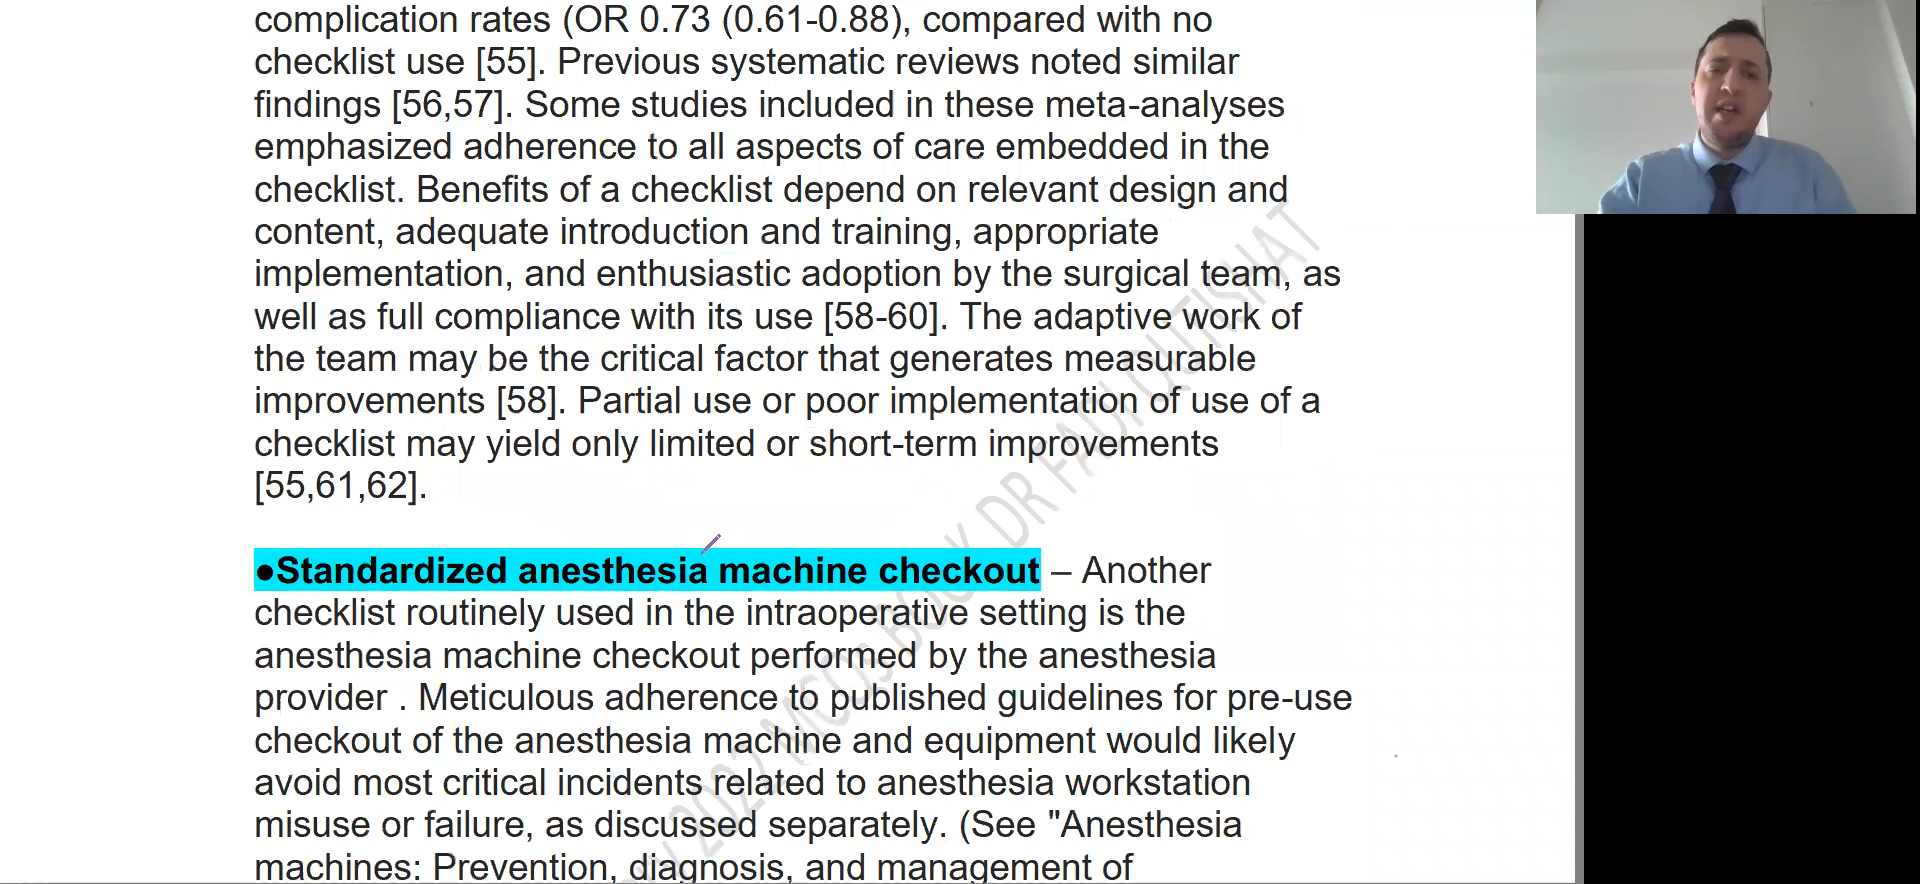 complication rates (OR 0.73 (0.61-0.88), compared with no
checklist use [55]. Previous systematic reviews noted similar
findings [56,57]. Some studies included in these meta-analyses
emphasized adherence to all aspects of care embedded in the
checklist. Benefits of a checklist depend on relevant design and
content, adequate introduction and training, appropriate
implementation, and enthusiastic adoption by the surgical team, as
well as full compliance with its use [58-60]. The adaptive work of
the team may be the critical factor that generates measurable
improvements [58]. Partial use or poor implementation of use of a
checklist may yield only limited or short-term improvements
[55,61,62].
●Standardized anesthesia machine checkout – Another
checklist routinely used in the intraoperative setting is the
anesthesia machine checkout performed by the anesthesia
provider . Meticulous adherence to published guidelines for pre-use
checkout of the anesthesia machine and equipment would likely
avoid most critical incidents related to anesthesia workstation
misuse or failure, as discussed separately. (See "Anesthesia
machines: Prevention, diagnosis, and management of
2022 MCQs BOOK DR FADI QUTISHAT